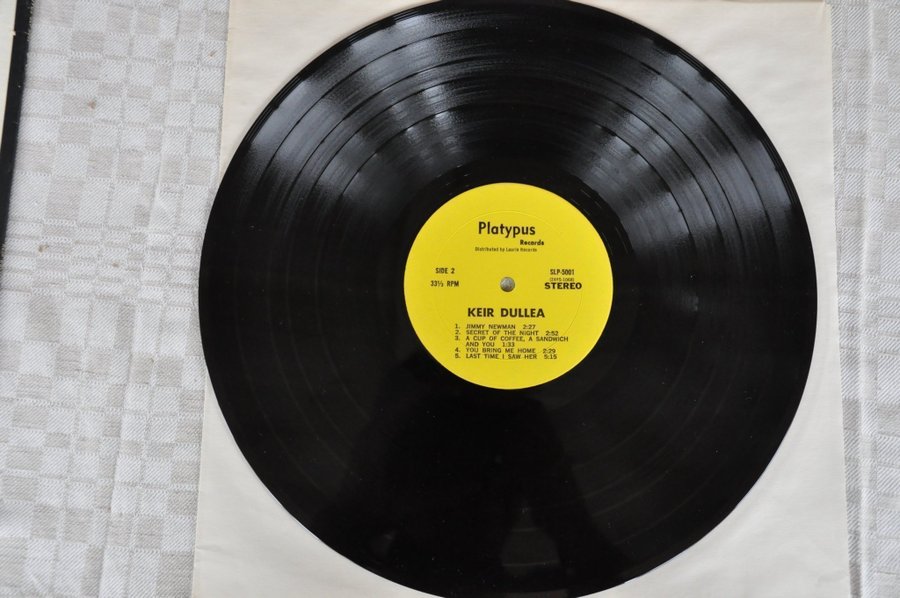 Platypus
Records
Distributed by Laurie Records
SIDE 2
SLP-5001
33⅓ RPM
STEREO
KEIR DULLEA
1. JIMMY NEWMAN 2:27
2. SECRET OF THE NIGHT 2:52
3. A CUP OF COFFEE, A SANDWICH
AND YOU 1:33
4. YOU BRING ME HOME 2:29
5. LAST TIME I SAW HER 5:15